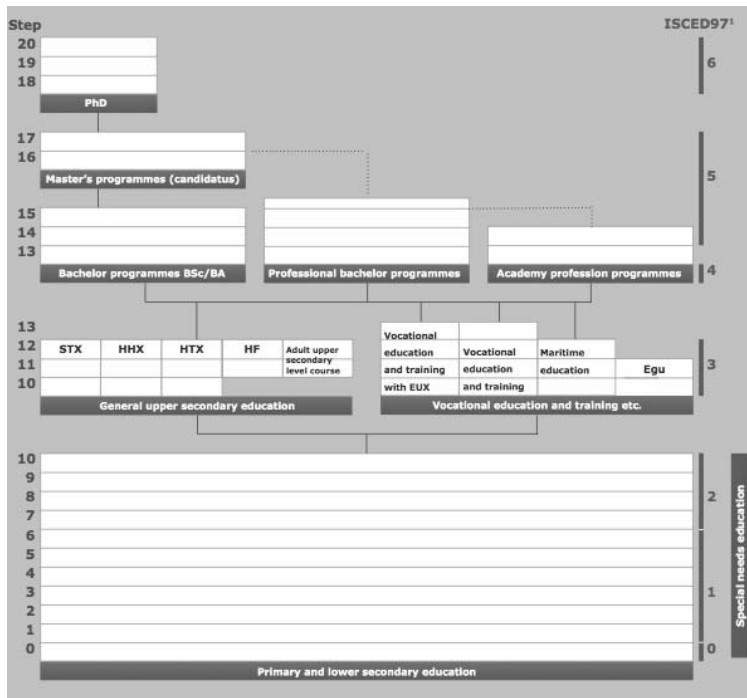 Step
ISCED97¹
20
19
18
6
PhD
17
16
Master's programmes (candidatus)
5
15
14
13
Bachelor programmes BSc/BA
Professional bachelor programmes
Academy profession programmes
4
13
12
11
10
STX
HHX
HTX
HF
Adult upper
secondary
level course
Vocational
education
and training
with EUX
Vocational
education
and training
Maritime
education
Egu
3
General upper secondary education
Vocational education and training etc.
10
9
8
7
6
5
4
3
2
1
0
2
1
0
Special needs education
Primary and lower secondary education